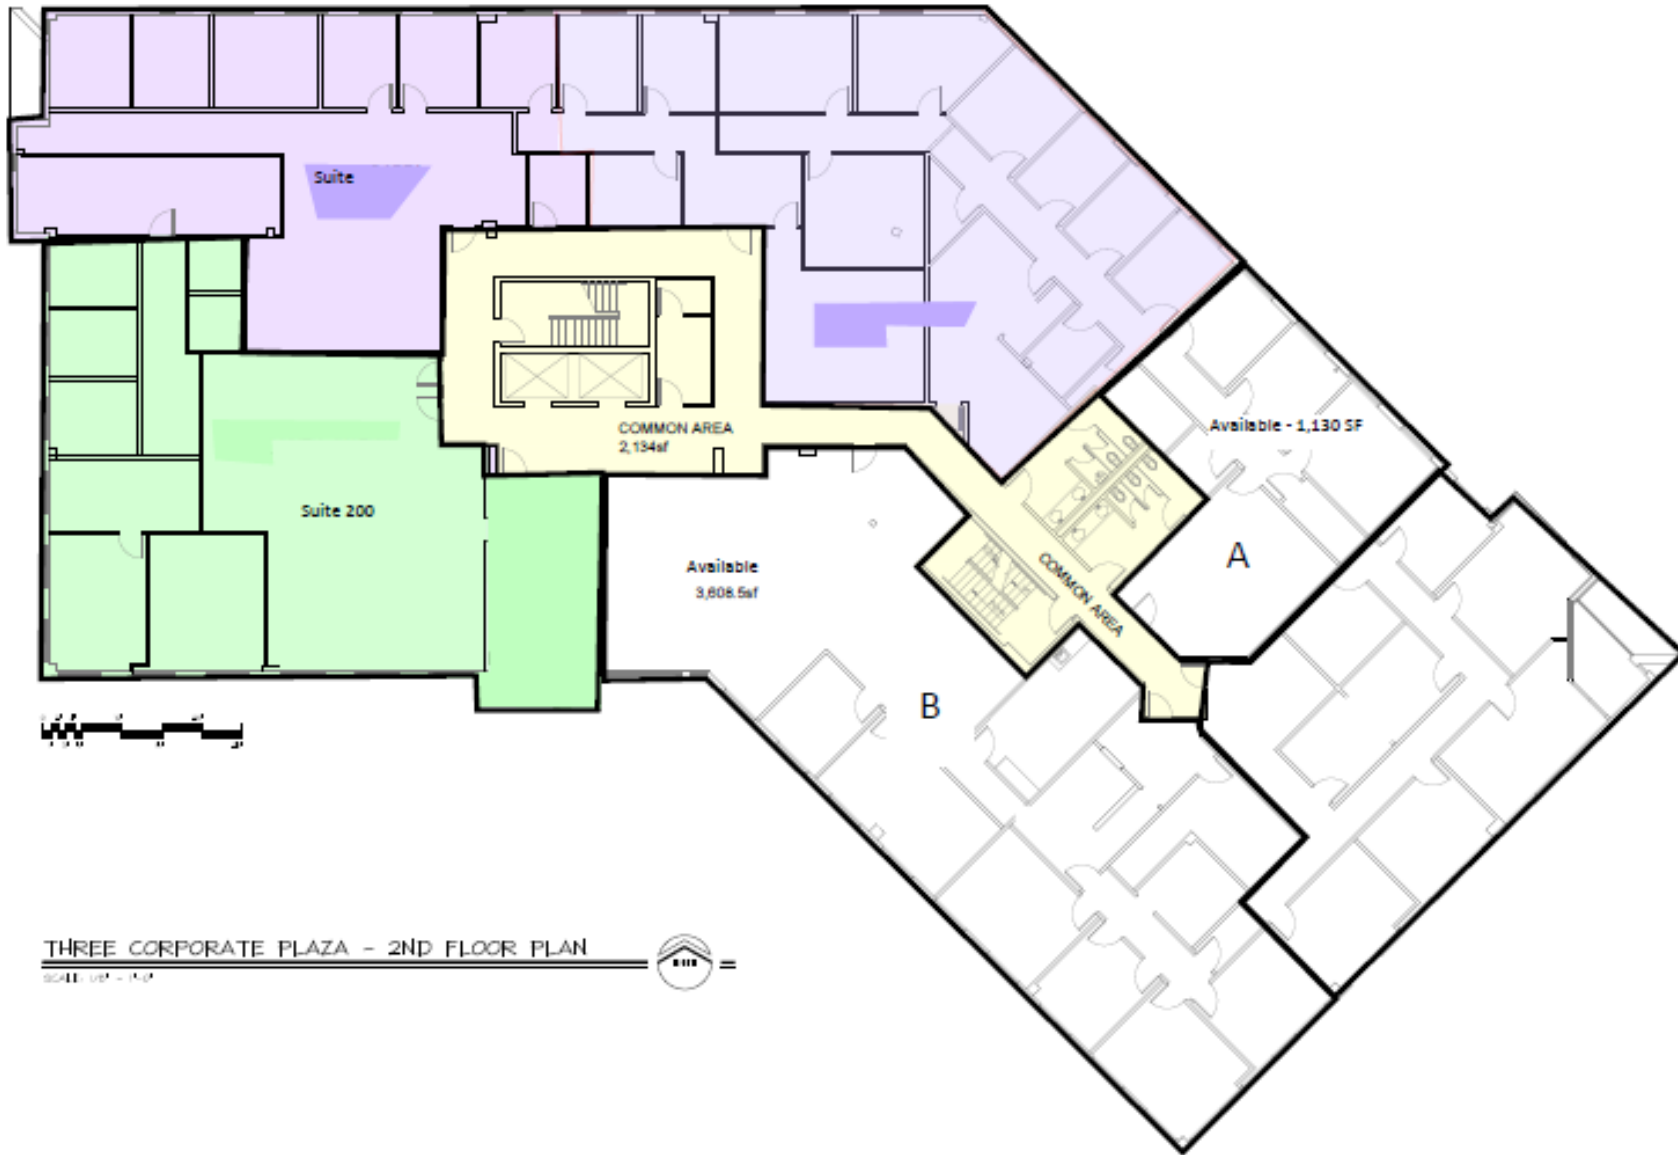 Suite
Available - 1,130 SF
COMMON AREA
2,134sf
Suite 200
A
Available
3,608.5sf
COMMON AREA
B
THREE CORPORATE PLAZA - 2ND FLOOR PLAN